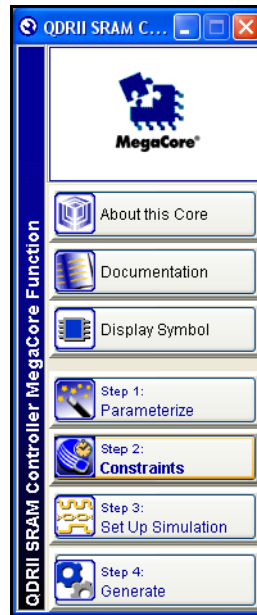 QDRII SRAM C...
MegaCore®
QDRII SRAM Controller MegaCore Function
About this Core
Documentation
Display Symbol
Step 1:
Parameterize
Step 2:
Constraints
Step 3:
Set Up Simulation
Step 4:
Generate